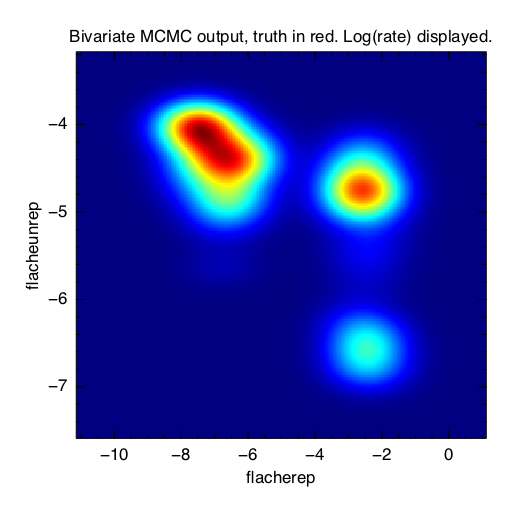 Bivariate MCMC output, truth in red. Log(rate) displayed.
−4
−5
−6
−7
flacheunrep
−10 −8 −6 −4 −2 0
flacherep